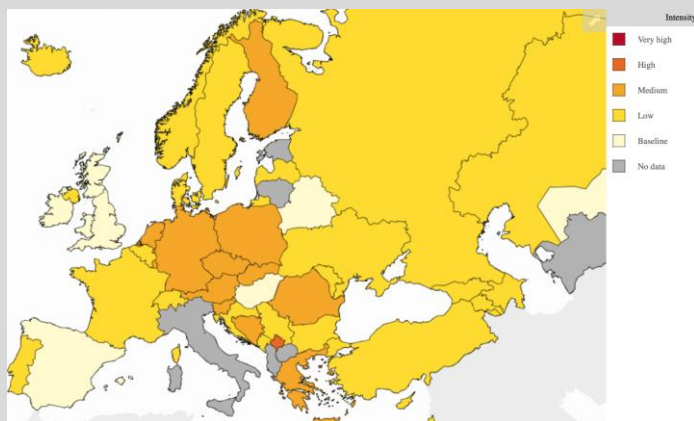 Intensity
Very high
High
Medium
Low
Baseline
No data